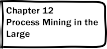 Chapter 12
Process Mining in the
Large